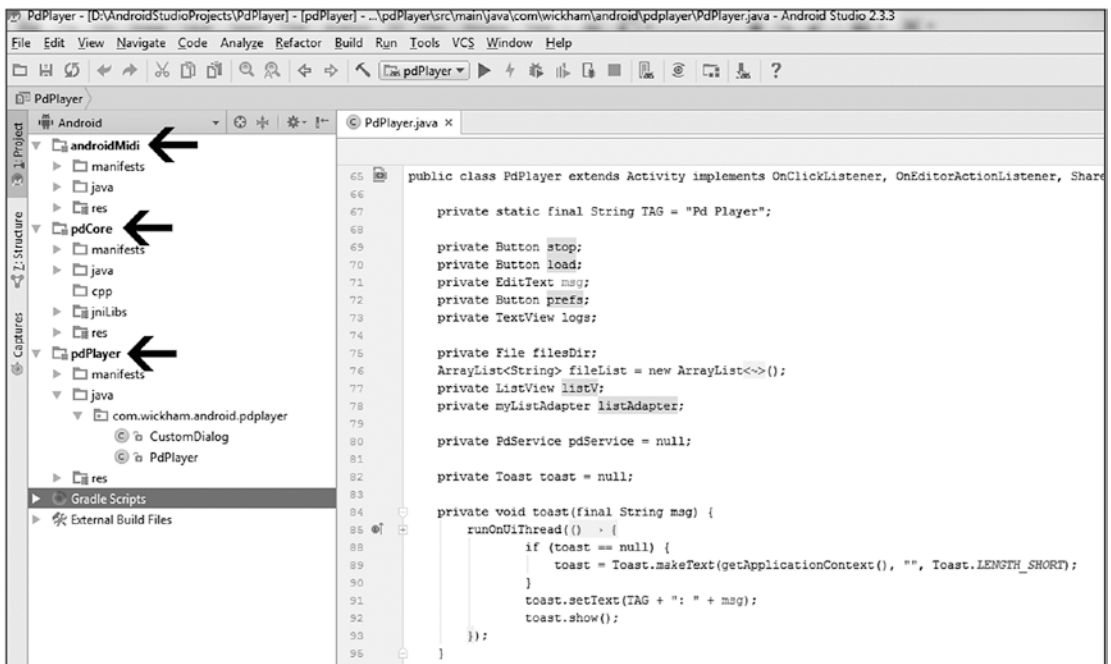 PdPlayer - [D:\AndroidStudioProjects\PdPlayer] - [pdPlayer] - ...\pdPlayer\src\main\java\com\wickham\android\pdplayer\PdPlayer.java - Android Studio 2.3.3
File Edit View Navigate Code Analyze Refactor Build Run Tools VCS Window Help
pdPlayer
PdPlayer
1: Project
Z: Structure
Captures
Android
androidMidi
manifests
java
res
pdCore
manifests
java
cpp
jniLibs
res
pdPlayer
manifests
java
com.wickham.android.pdplayer
CustomDialog
PdPlayer
res
Gradle Scripts
External Build Files
PdPlayer.java
65 public class PdPlayer extends Activity implements OnClickListener, OnEditorActionListener, Share
66
67 private static final String TAG = "Pd Player";
68
69 private Button stop;
70 private Button load;
71 private EditText msg;
72 private Button prefs;
73 private TextView logs;
74
75 private File filesDir;
76 ArrayList<String> fileList = new ArrayList<~>();
77 private ListView listV;
78 private myListAdapter listAdapter;
79
80 private PdService pdService = null;
81
82 private Toast toast = null;
83
84 private void toast(final String msg) {
85 runOnUiThread(() → {
88 if (toast == null) {
89 toast = Toast.makeText(getApplicationContext(), "", Toast.LENGTH_SHORT);
90 }
91 toast.setText(TAG + ": " + msg);
92 toast.show();
93 });
95 }